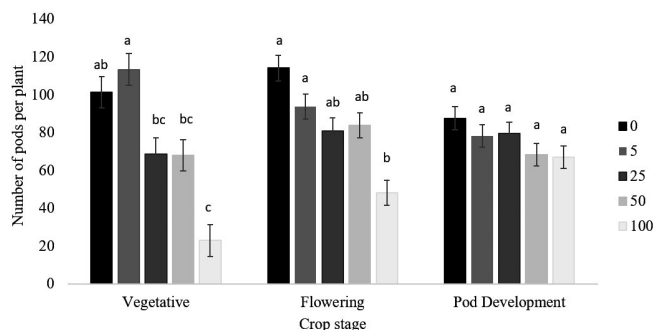 140
120
100
80
60
40
20
0
Number of pods per plant
ab
a
bc
bc
c
a
a
ab
ab
b
a
a
a
a
a
Vegetative
Flowering
Pod Development
Crop stage
0
5
25
50
100